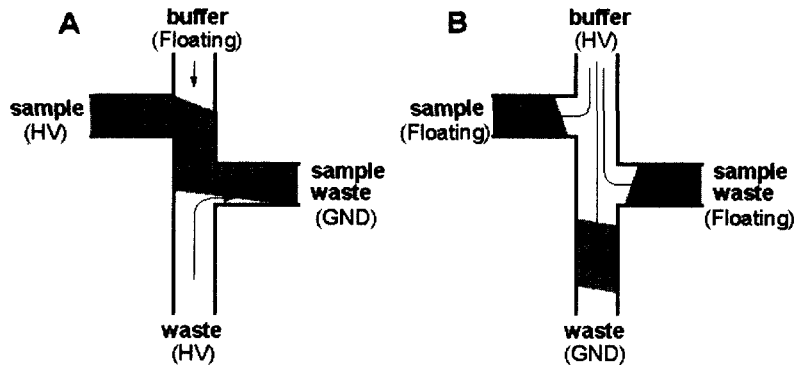 A
buffer
(Floating)
sample
(HV)
sample
waste
(GND)
waste
(HV)
B
buffer
(HV)
sample
(Floating)
sample
waste
(Floating)
waste
(GND)